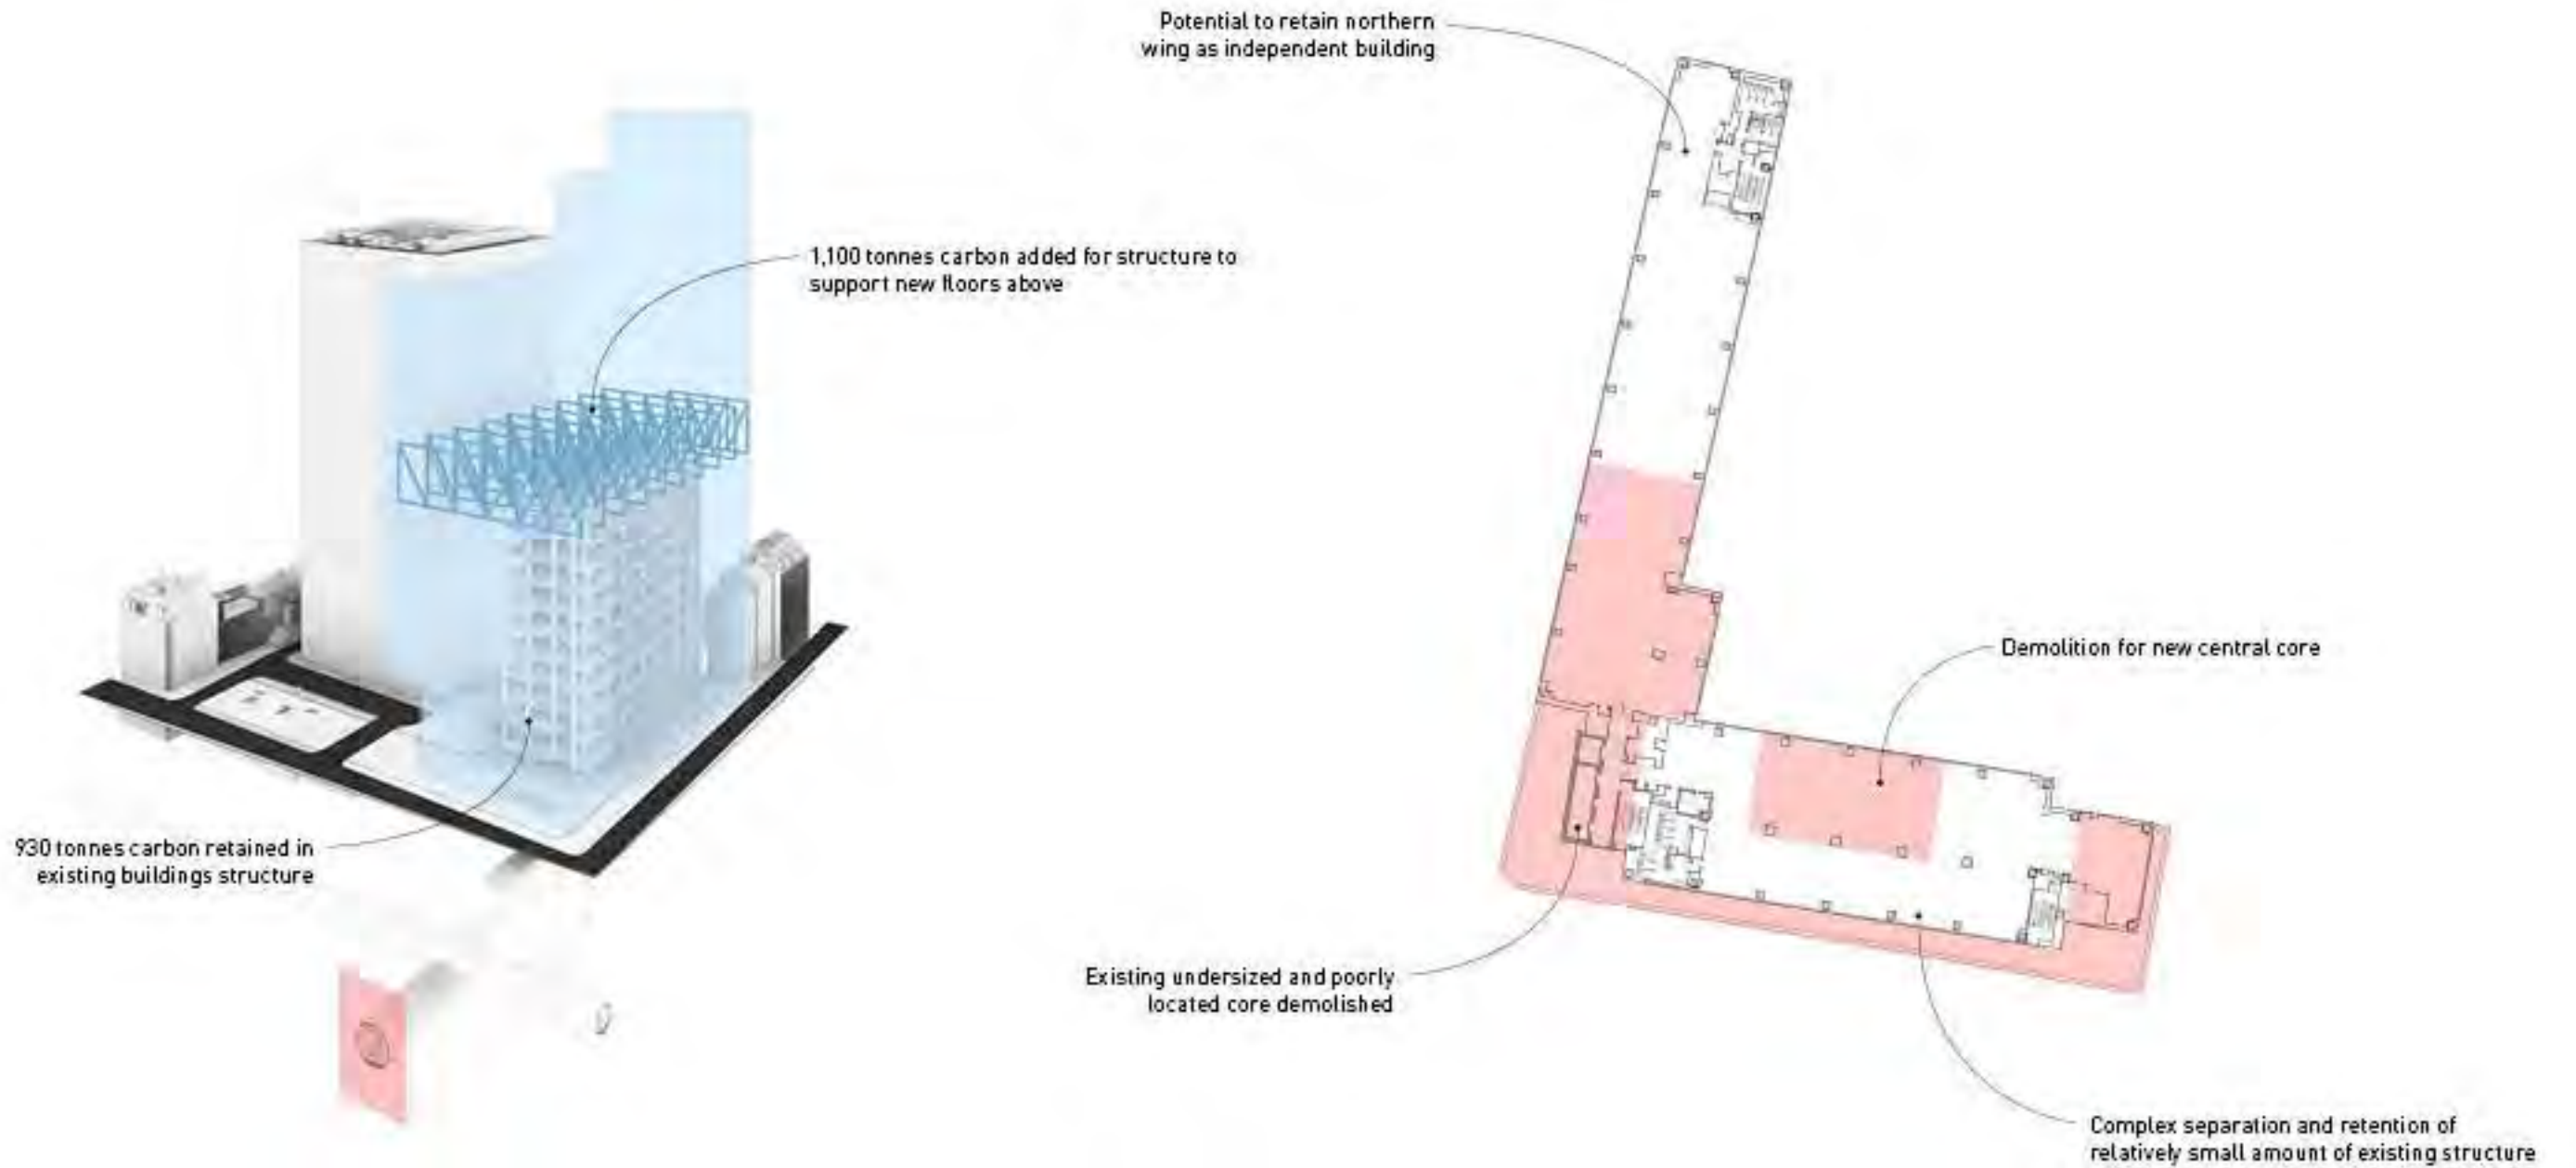 Potential to retain northern
wing as independent building
1,100 tonnes carbon added for structure to
support new floors above
Demolition for new central core
930 tonnes carbon retained in
existing buildings structure
Existing undersized and poorly
located core demolished
Complex separation and retention of
relatively small amount of existing structure